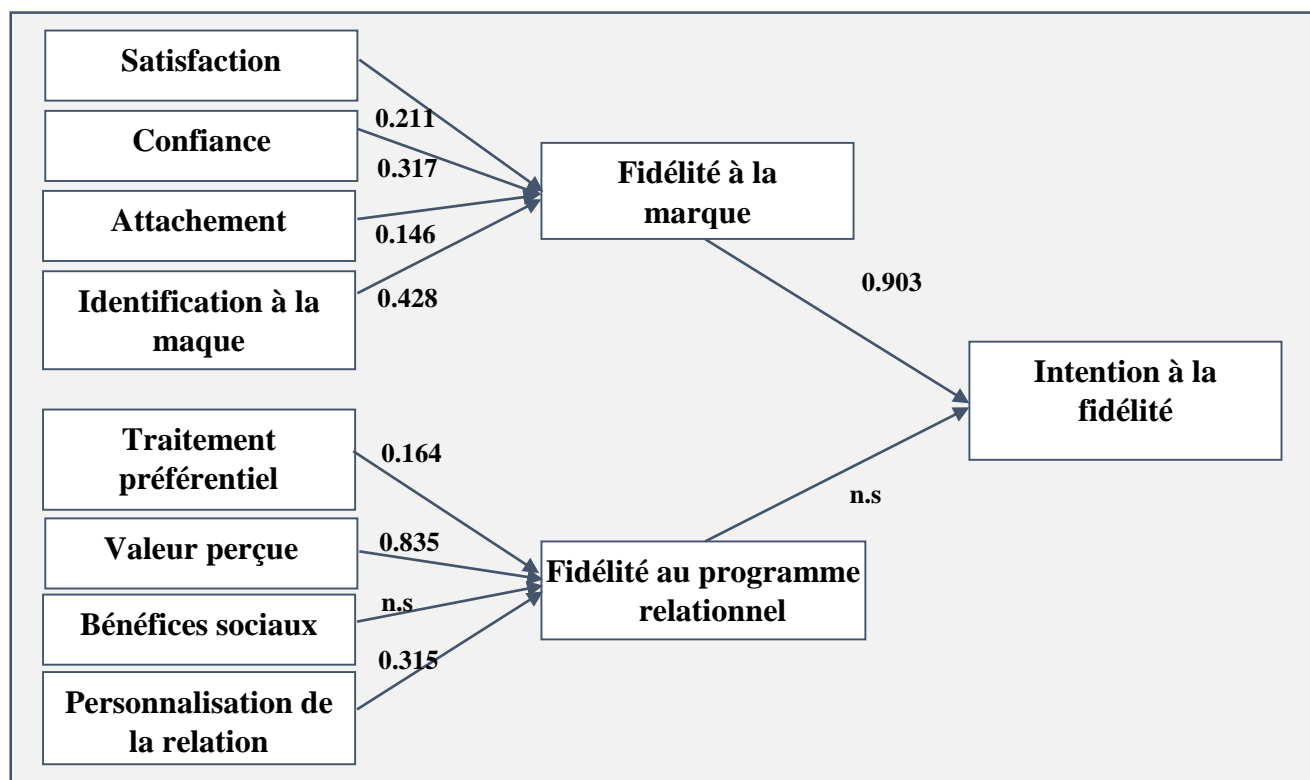 Satisfaction
0.211
Confiance
0.317
Attachement
0.146
Identification à la
maque
0.428
Fidélité à la
marque
0.903
Intention à la
fidélité
Traitement
préférentiel
0.164
Valeur perçue
0.835
Bénéfices sociaux
n.s
Personnalisation de
la relation
0.315
Fidélité au programme
relationnel
n.s